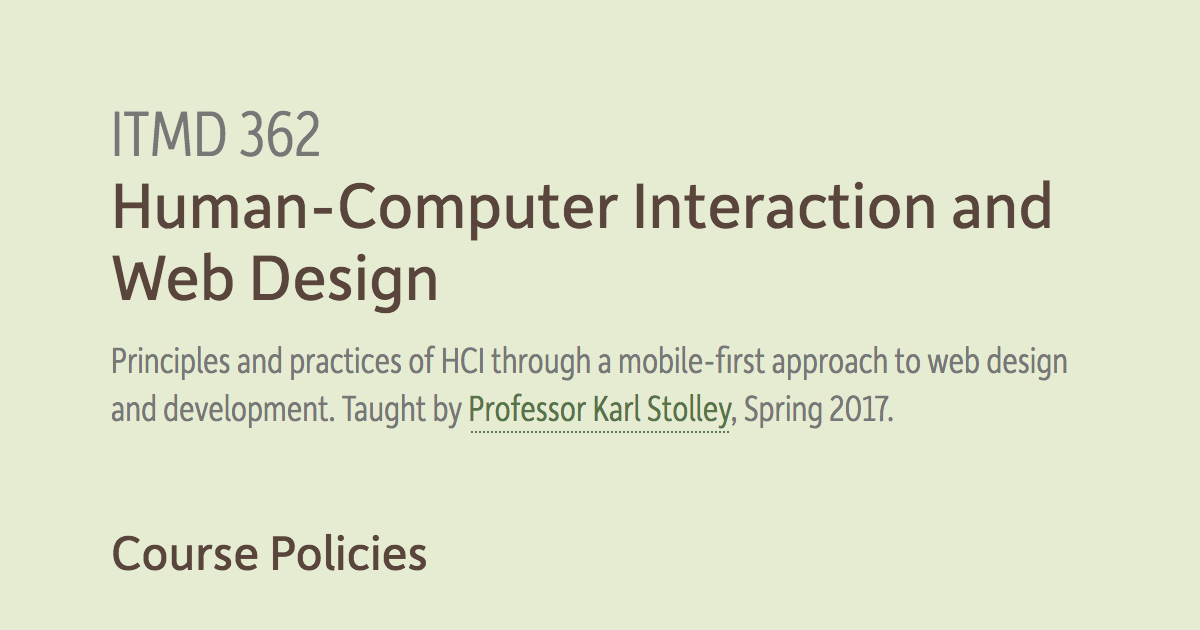 ITMD 362
Human-Computer Interaction and
Web Design
Principles and practices of HCI through a mobile-first approach to web design
and development. Taught by Professor Karl Stolley, Spring 2017.
Course Policies